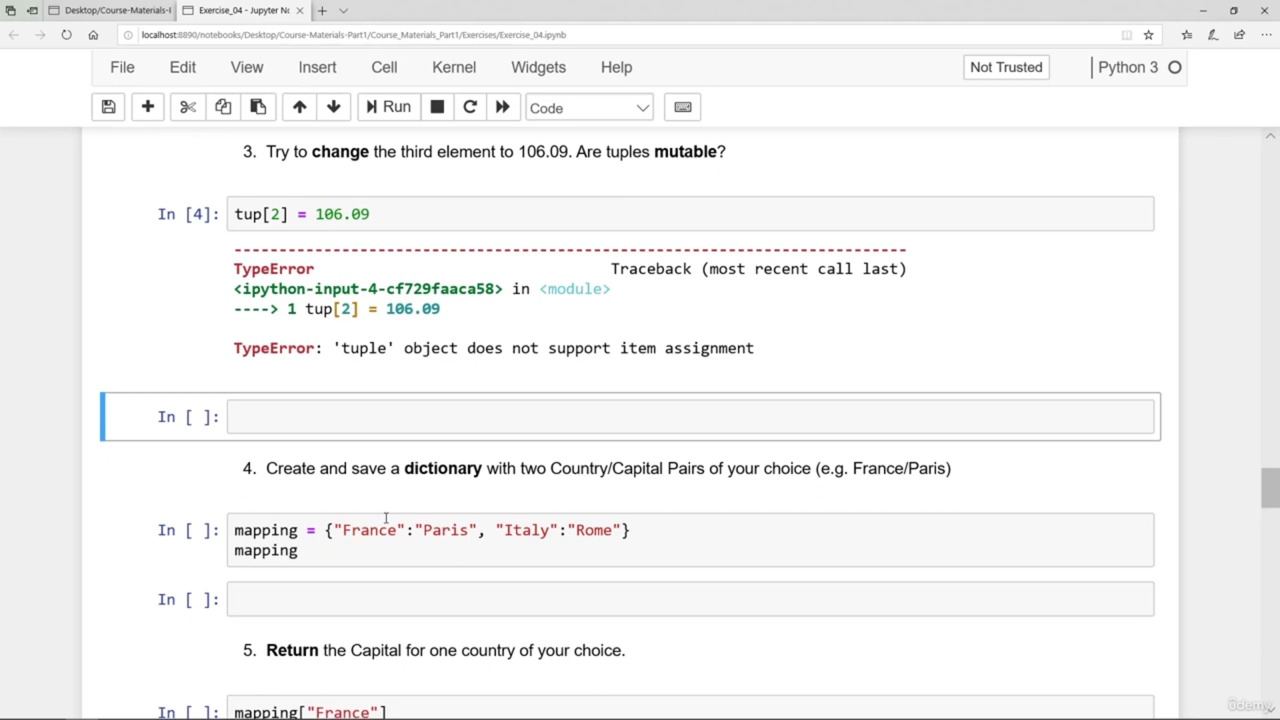 Desktop/Course-Materials-I
Exercise_04 - Jupyter No
localhost:8890/notebooks/Desktop/Course-Materials-Part1/Course_Materials_Part1/Exercises/Exercise_04.ipynb
File Edit View Insert Cell Kernel Widgets Help Not Trusted Python 3
Run Code
3. Try to change the third element to 106.09. Are tuples mutable?
In [4]: tup[2] = 106.09
---------------------------------------------------------------------------
TypeError Traceback (most recent call last)
<ipython-input-4-cf729faaca58> in <module>
----> 1 tup[2] = 106.09
TypeError: 'tuple' object does not support item assignment
In [ ]:
4. Create and save a dictionary with two Country/Capital Pairs of your choice (e.g. France/Paris)
In [ ]: mapping = {"France":"Paris", "Italy":"Rome"}
mapping
In [ ]:
5. Return the Capital for one country of your choice.
In [ ]: mapping["France"]
ûdemy